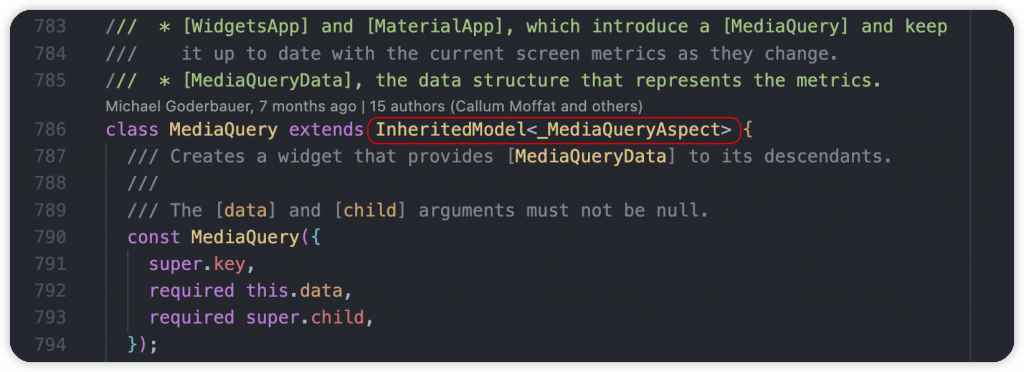 783 /// * [WidgetsApp] and [MaterialApp], which introduce a [MediaQuery] and keep
784 /// it up to date with the current screen metrics as they change.
785 /// * [MediaQueryData], the data structure that represents the metrics.
Michael Goderbauer, 7 months ago | 15 authors (Callum Moffat and others)
786 class MediaQuery extends InheritedModel<_MediaQueryAspect> {
787 /// Creates a widget that provides [MediaQueryData] to its descendants.
788 ///
789 /// The [data] and [child] arguments must not be null.
790 const MediaQuery({
791 super.key,
792 required this.data,
793 required super.child,
794 });